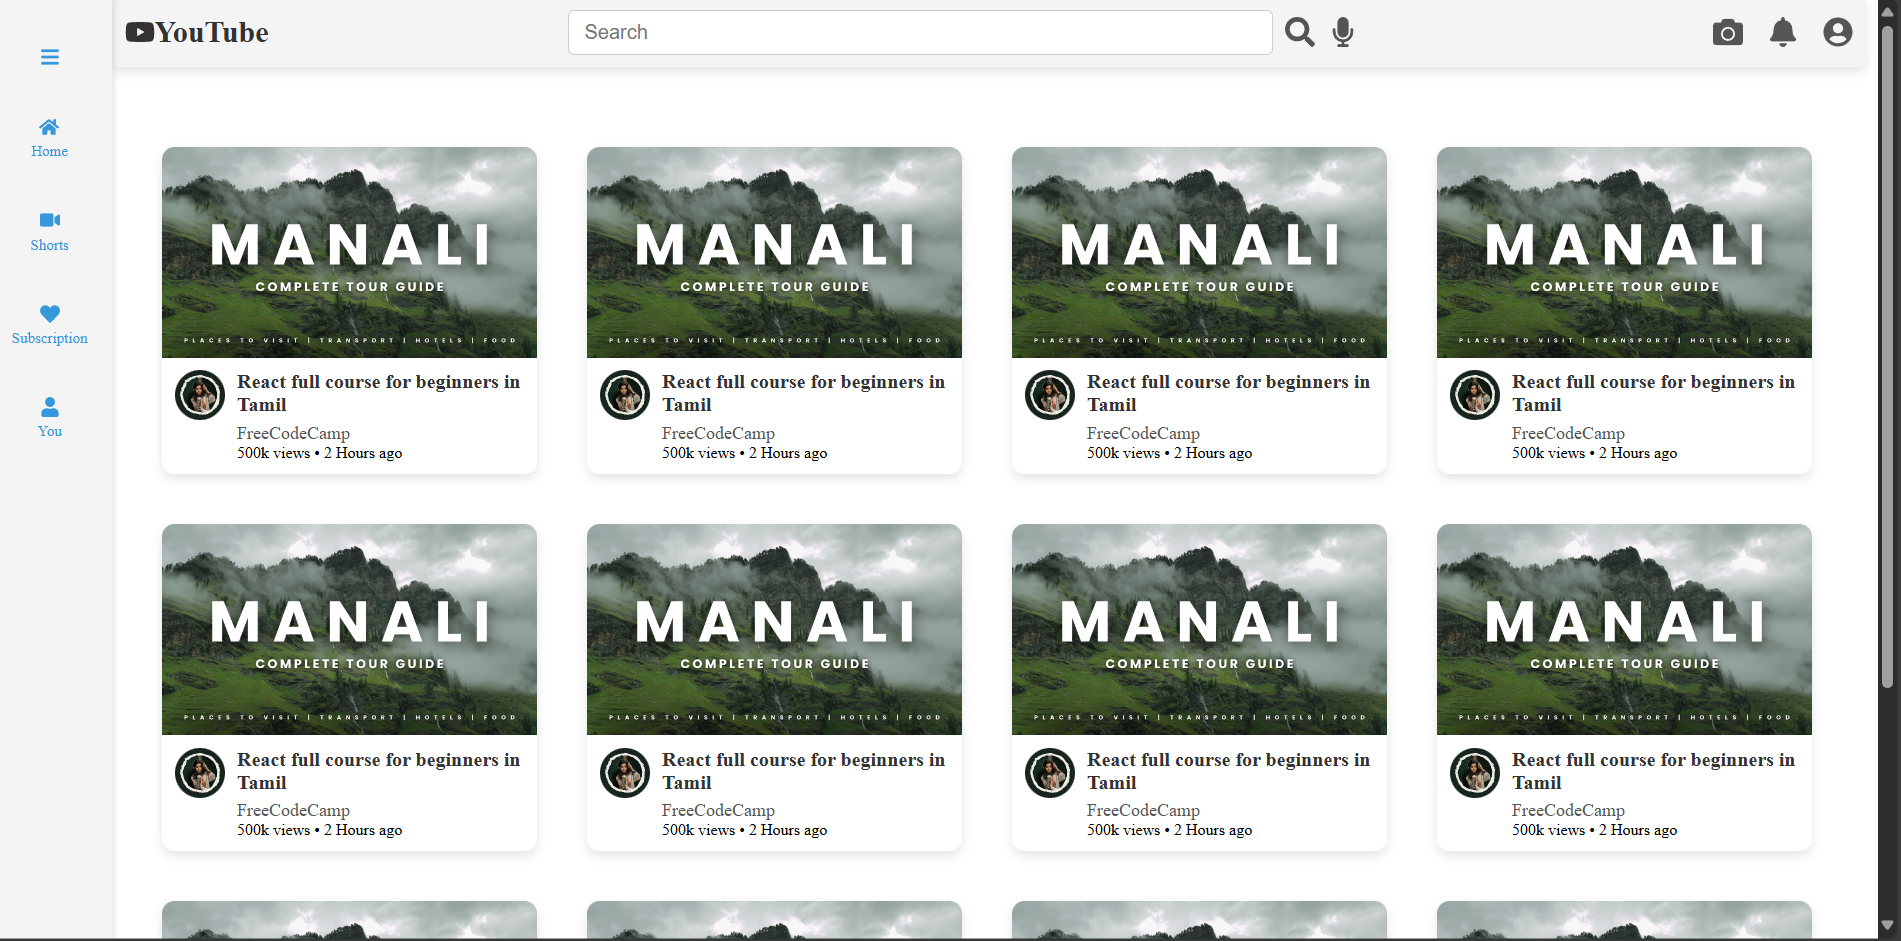 YouTube
Search
Home
Shorts
Subscription
You
MANALI
COMPLETE TOUR GUIDE
PLACES TO VISIT | TRANSPORT | HOTELS | FOOD
React full course for beginners in
Tamil
FreeCodeCamp
500k views • 2 Hours ago
MANALI
COMPLETE TOUR GUIDE
PLACES TO VISIT | TRANSPORT | HOTELS | FOOD
React full course for beginners in
Tamil
FreeCodeCamp
500k views • 2 Hours ago
MANALI
COMPLETE TOUR GUIDE
PLACES TO VISIT | TRANSPORT | HOTELS | FOOD
React full course for beginners in
Tamil
FreeCodeCamp
500k views • 2 Hours ago
MANALI
COMPLETE TOUR GUIDE
PLACES TO VISIT | TRANSPORT | HOTELS | FOOD
React full course for beginners in
Tamil
FreeCodeCamp
500k views • 2 Hours ago
MANALI
COMPLETE TOUR GUIDE
PLACES TO VISIT | TRANSPORT | HOTELS | FOOD
React full course for beginners in
Tamil
FreeCodeCamp
500k views • 2 Hours ago
MANALI
COMPLETE TOUR GUIDE
PLACES TO VISIT | TRANSPORT | HOTELS | FOOD
React full course for beginners in
Tamil
FreeCodeCamp
500k views • 2 Hours ago
MANALI
COMPLETE TOUR GUIDE
PLACES TO VISIT | TRANSPORT | HOTELS | FOOD
React full course for beginners in
Tamil
FreeCodeCamp
500k views • 2 Hours ago
MANALI
COMPLETE TOUR GUIDE
PLACES TO VISIT | TRANSPORT | HOTELS | FOOD
React full course for beginners in
Tamil
FreeCodeCamp
500k views • 2 Hours ago